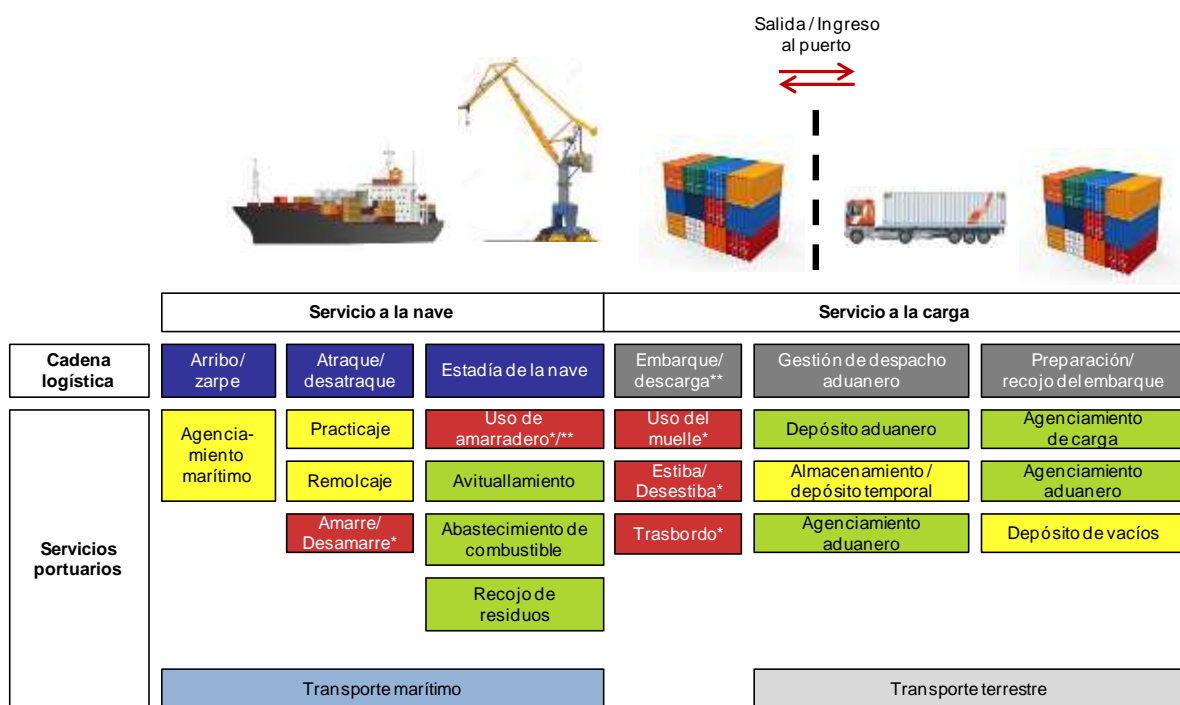 Salida / Ingreso
al puerto
Servicio a la nave
Servicio a la carga
Cadena
logística
Arribo/
zarpe
Atraque/
desatraque
Estadía de la nave
Embarque/
descarga**
Gestión de despacho
aduanero
Preparación/
recojo del embarque
Servicios
portuarios
Agencia-
miento
marítimo
Practicaje
Remolcaje
Amarre/
Desamarre*
Uso de
amarradero*/**
Avituallamiento
Abastecimiento de
combustible
Recojo de
residuos
Uso del
muelle*
Estiba/
Desestiba*
Trasbordo*
Depósito aduanero
Almacenamiento /
depósito temporal
Agenciamiento
aduanero
Agenciamiento
de carga
Agenciamiento
aduanero
Depósito de vacíos
Transporte marítimo
Transporte terrestre